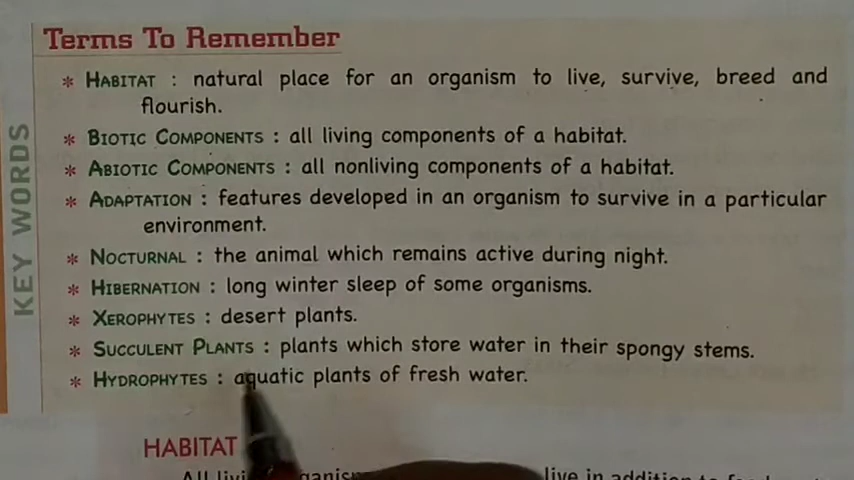 Terms To Remember
KEY WORDS
* HABITAT : natural place for an organism to live, survive, breed and
flourish.
* BIOTIC COMPONENTS : all living components of a habitat.
* ABIOTIC COMPONENTS : all nonliving components of a habitat.
* ADAPTATION : features developed in an organism to survive in a particular
environment.
* NOCTURNAL : the animal which remains active during night.
* HIBERNATION : long winter sleep of some organisms.
* XEROPHYTES : desert plants.
* SUCCULENT PLANTS : plants which store water in their spongy stems.
* HYDROPHYTES : aquatic plants of fresh water.
HABITAT
All live in addition to